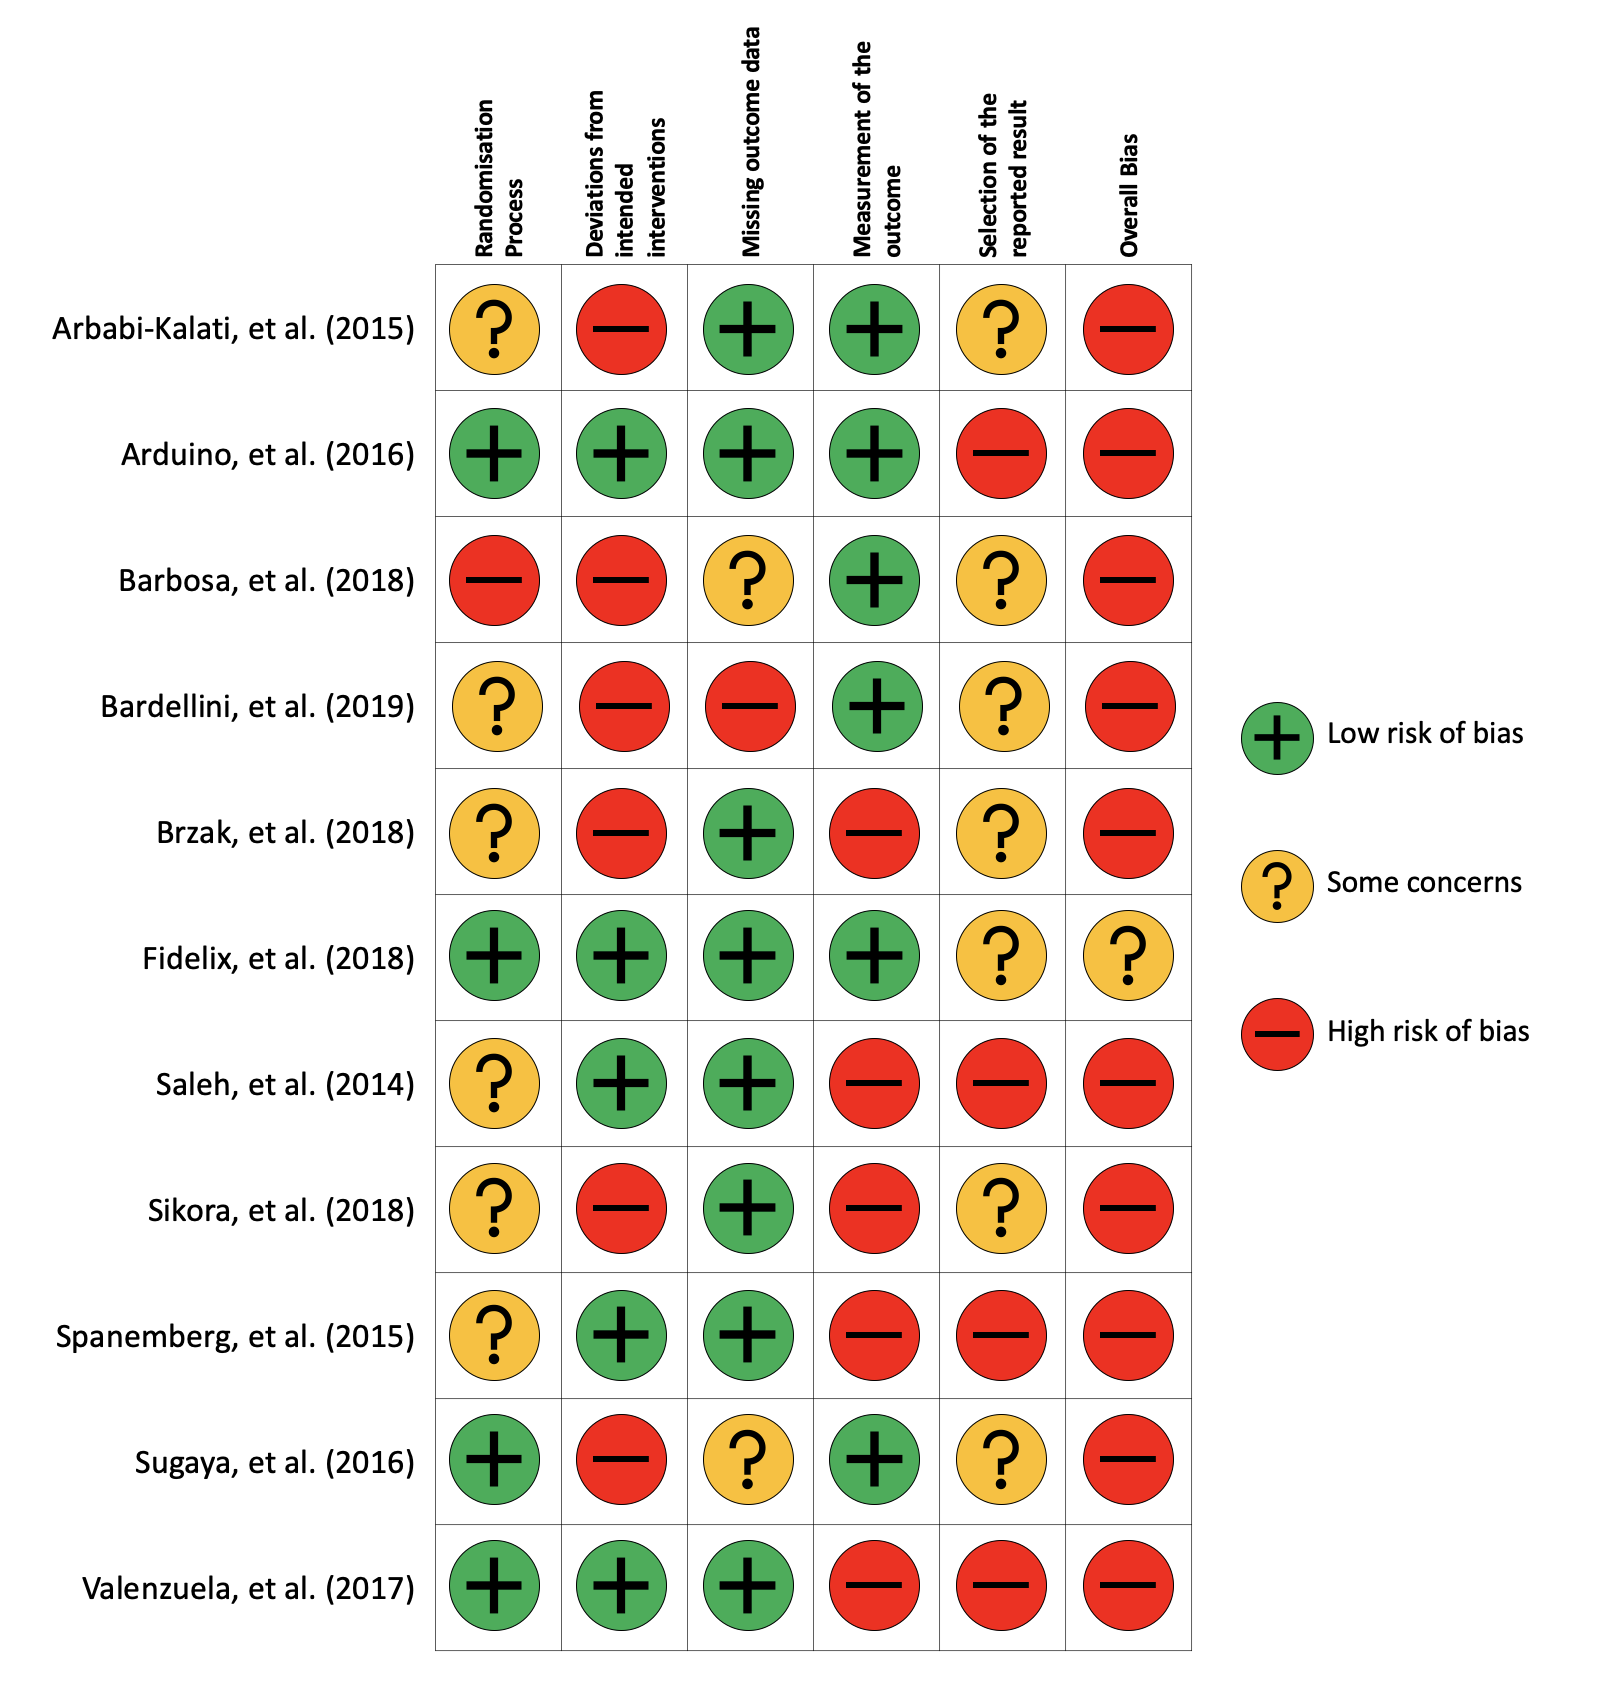 Randomisation
Process
Deviations from
intended
interventions
Missing outcome data
Measurement of the
outcome
Selection of the
reported result
Overall Bias
Arbabi-Kalati, et al. (2015)
? — + + ? —
Arduino, et al. (2016)
+ + + + — —
Barbosa, et al. (2018)
— — ? + ? —
Bardellini, et al. (2019)
? — — + ? —
Brzak, et al. (2018)
? — + — ? —
Fidelix, et al. (2018)
+ + + + ? ?
Saleh, et al. (2014)
? + + — — —
Sikora, et al. (2018)
? — + — ? —
Spanemberg, et al. (2015)
? + + — — —
Sugaya, et al. (2016)
+ — ? + ? —
Valenzuela, et al. (2017)
+ + + — — —
+ Low risk of bias
? Some concerns
— High risk of bias